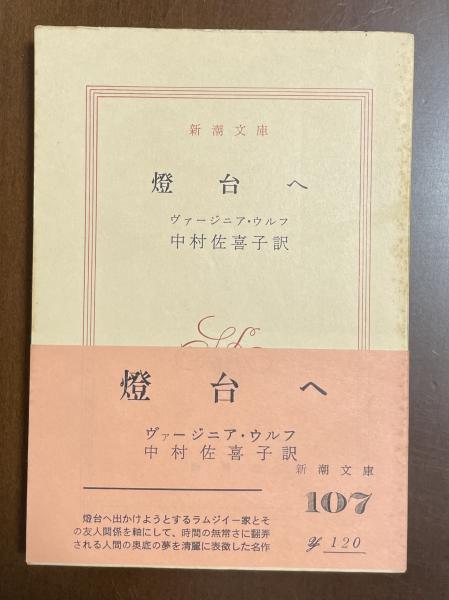 新潮文庫
燈台へ
ヴァージニア・ウルフ
中村佐喜子訳
燈台へ
ヴァージニア・ウルフ
中村佐喜子訳
新潮文庫
107
¥ 120
燈台へ出かけようとするラムジイ一家とそ
の友人関係を軸にして、時間の無常さに翻弄
される人間の奥底の夢を清麗に表徴した名作